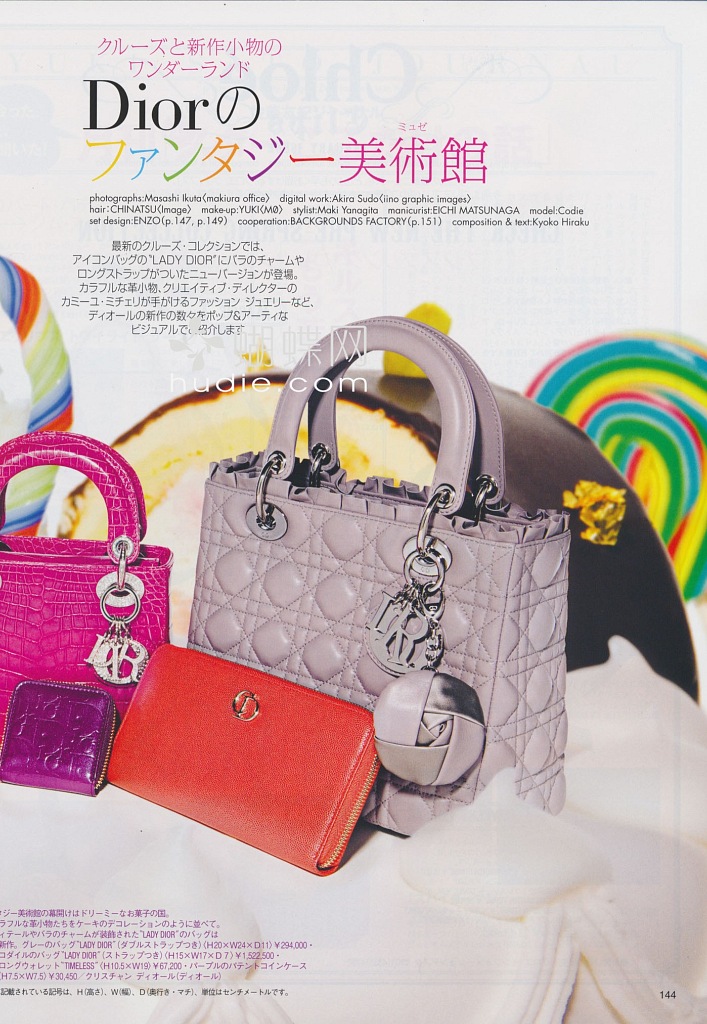 クルーズと新作小物の
ワンダーランド
Diorの
ミュゼ
ファンタジー美術館
photographs:Masashi Ikuta〈makiura office〉 digital work:Akira Sudo〈iino graphic images〉
hair:CHINATSU〈Image〉 make-up:YUKI〈MØ〉 stylist:Maki Yanagita manicurist:EICHI MATSUNAGA model:Codie
set design:ENZO(p.147, p.149) cooperation:BACKGROUNDS FACTORY(p.151) composition & text:Kyoko Hiraku
最新のクルーズ・コレクションでは、
アイコンバッグの“LADY DIOR”にバラのチャームや
ロングストラップがついたニューバージョンが登場。
カラフルな革小物、クリエイティブ・ディレクターの
カミーユ・ミチェリが手がけるファッション ジュエリーなど、
ディオールの新作の数々をポップ&アーティな
ビジュアルでご紹介します
蝴蝶网
hudie.com
タジー美術館の幕開けはドリーミーなお菓子の国。
ラフルな革小物たちをケーキのデコレーションのように並べて。
ィテールやバラのチャームが装飾された“LADY DIOR”のバッグは
新作。グレーのバッグ“LADY DIOR”(ダブルストラップつき)〈H20×W24×D11〉¥294,000・
コダイルのバッグ“LADY DIOR”(ストラップつき)〈H15×W17×D7〉¥1,522,500・
ロングウォレット“TIMELESS”〈H10.5×W19〉¥67,200・パープルのパテントコインケース
〈H7.5×W7.5〉¥30,450/クリスチャン ディオール(ディオール)
記載されている記号は、H(高さ)、W(幅)、D(奥行き・マチ)、単位はセンチメートルです。
144